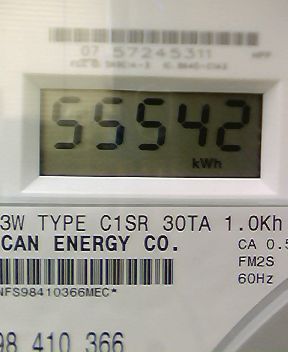 07 57245311
55542
kWh
3W TYPE C1SR 30TA 1.0Kh
CAN ENERGY CO.
CA 0.5
FM2S
60Hz
NFS98410366MEC*
98 410 366